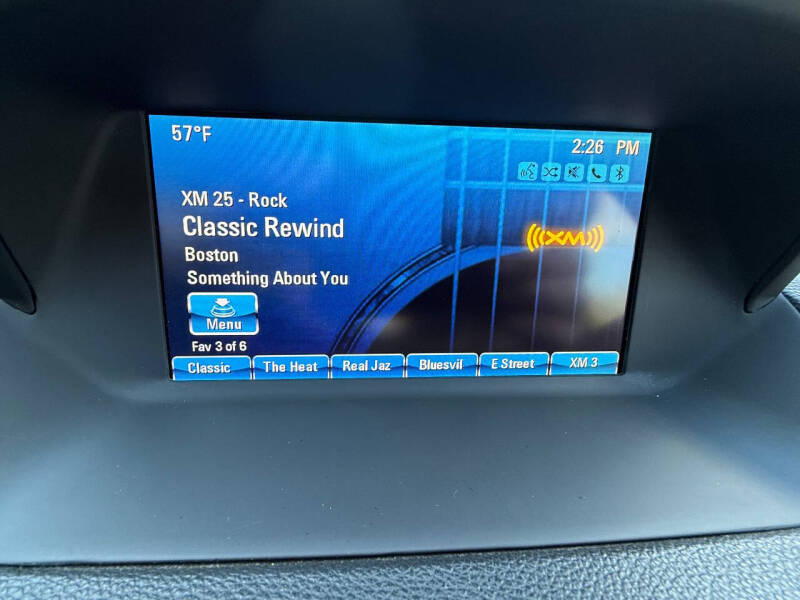 57°F
2:26 PM
XM 25 - Rock
Classic Rewind
((XM))
Boston
Something About You
Menu
Fav 3 of 6
Classic
The Heat
Real Jaz
Bluesvil
E Street
XM 3